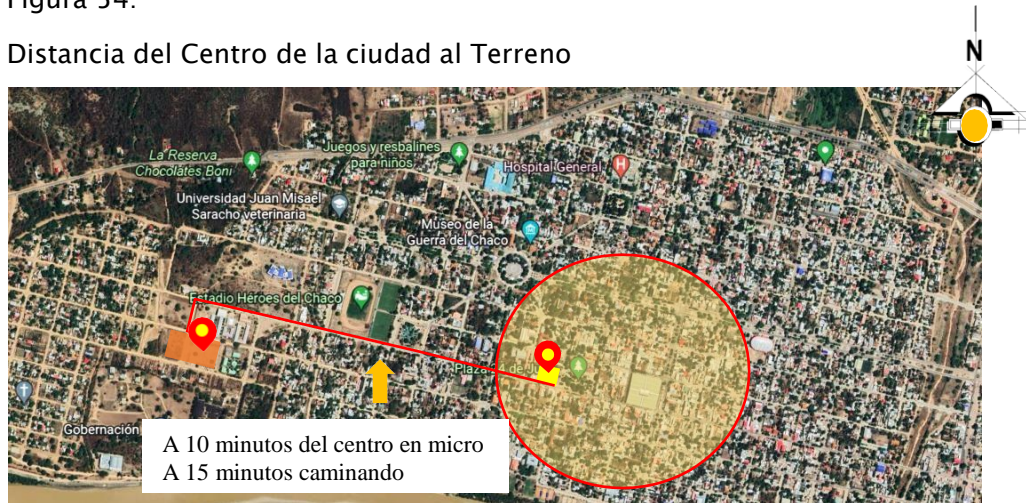 Figura 34.
Distancia del Centro de la ciudad al Terreno
N
La Reserva
Chocolates Boni
Juegos y resbalines
para niños
Hospital General
H
Universidad Juan Misael
Saracho veterinaria
Museo de la
Guerra del Chaco
Estadio Héroes del Chaco
Plaza de
Gobernación
A 10 minutos del centro en micro
A 15 minutos caminando